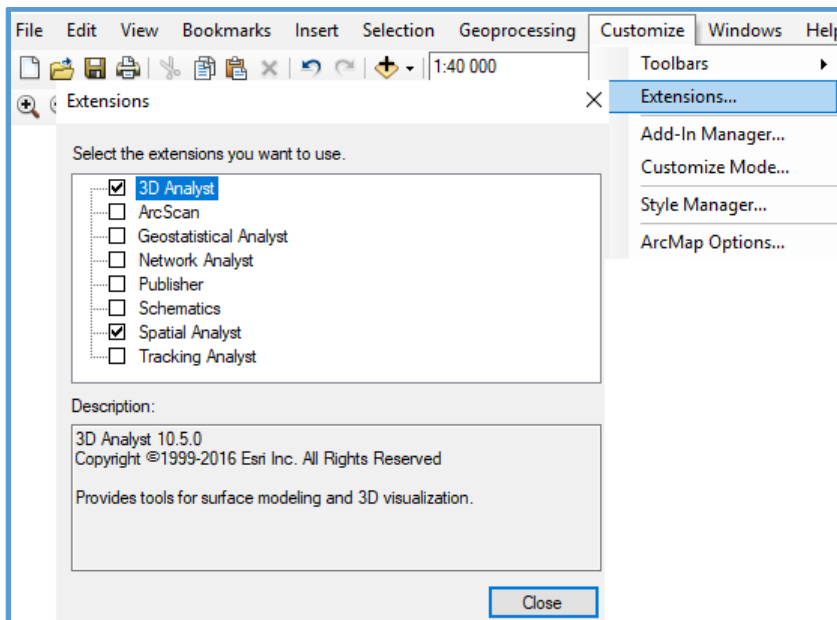 File Edit View Bookmarks Insert Selection Geoprocessing Customize Windows Help
1:40 000
Toolbars
Extensions...
Add-In Manager...
Customize Mode...
Style Manager...
ArcMap Options...
Extensions
Select the extensions you want to use.
3D Analyst
ArcScan
Geostatistical Analyst
Network Analyst
Publisher
Schematics
Spatial Analyst
Tracking Analyst
Description:
3D Analyst 10.5.0
Copyright ©1999-2016 Esri Inc. All Rights Reserved
Provides tools for surface modeling and 3D visualization.
Close